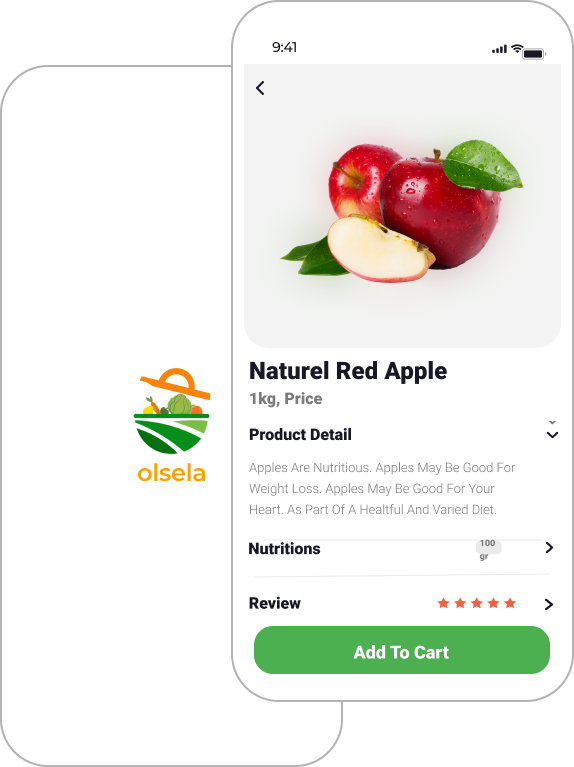 9:41
Naturel Red Apple
1kg, Price
Product Detail
Apples Are Nutritious. Apples May Be Good For
Weight Loss. Apples May Be Good For Your
Heart. As Part Of A Healtful And Varied Diet.
Nutritions
100
gr
Review
Add To Cart
olsela